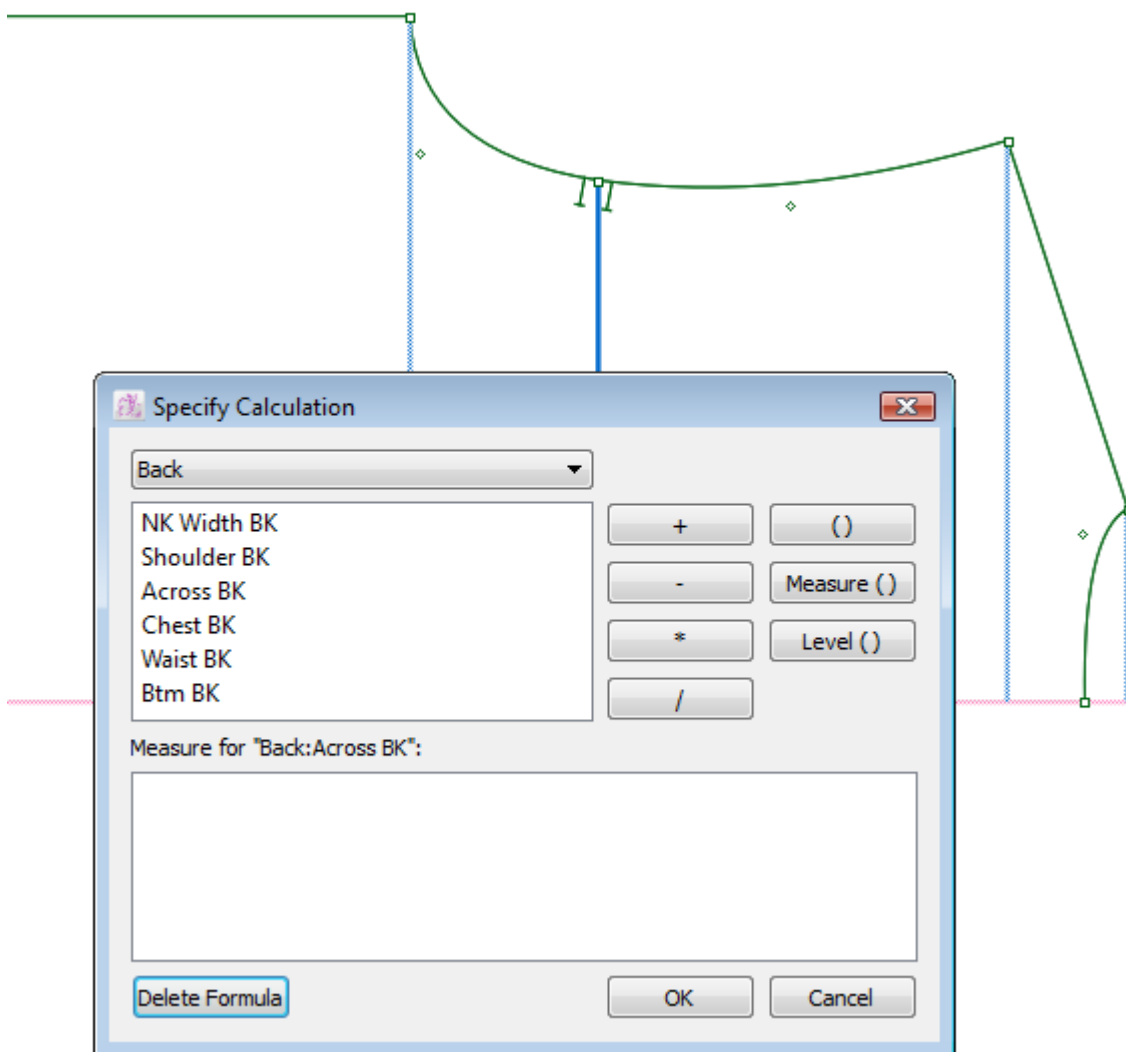 Specify Calculation
Back
NK Width BK
Shoulder BK
Across BK
Chest BK
Waist BK
Btm BK
+
( )
-
Measure ( )
*
Level ( )
/
Measure for "Back:Across BK":
Delete Formula
OK
Cancel